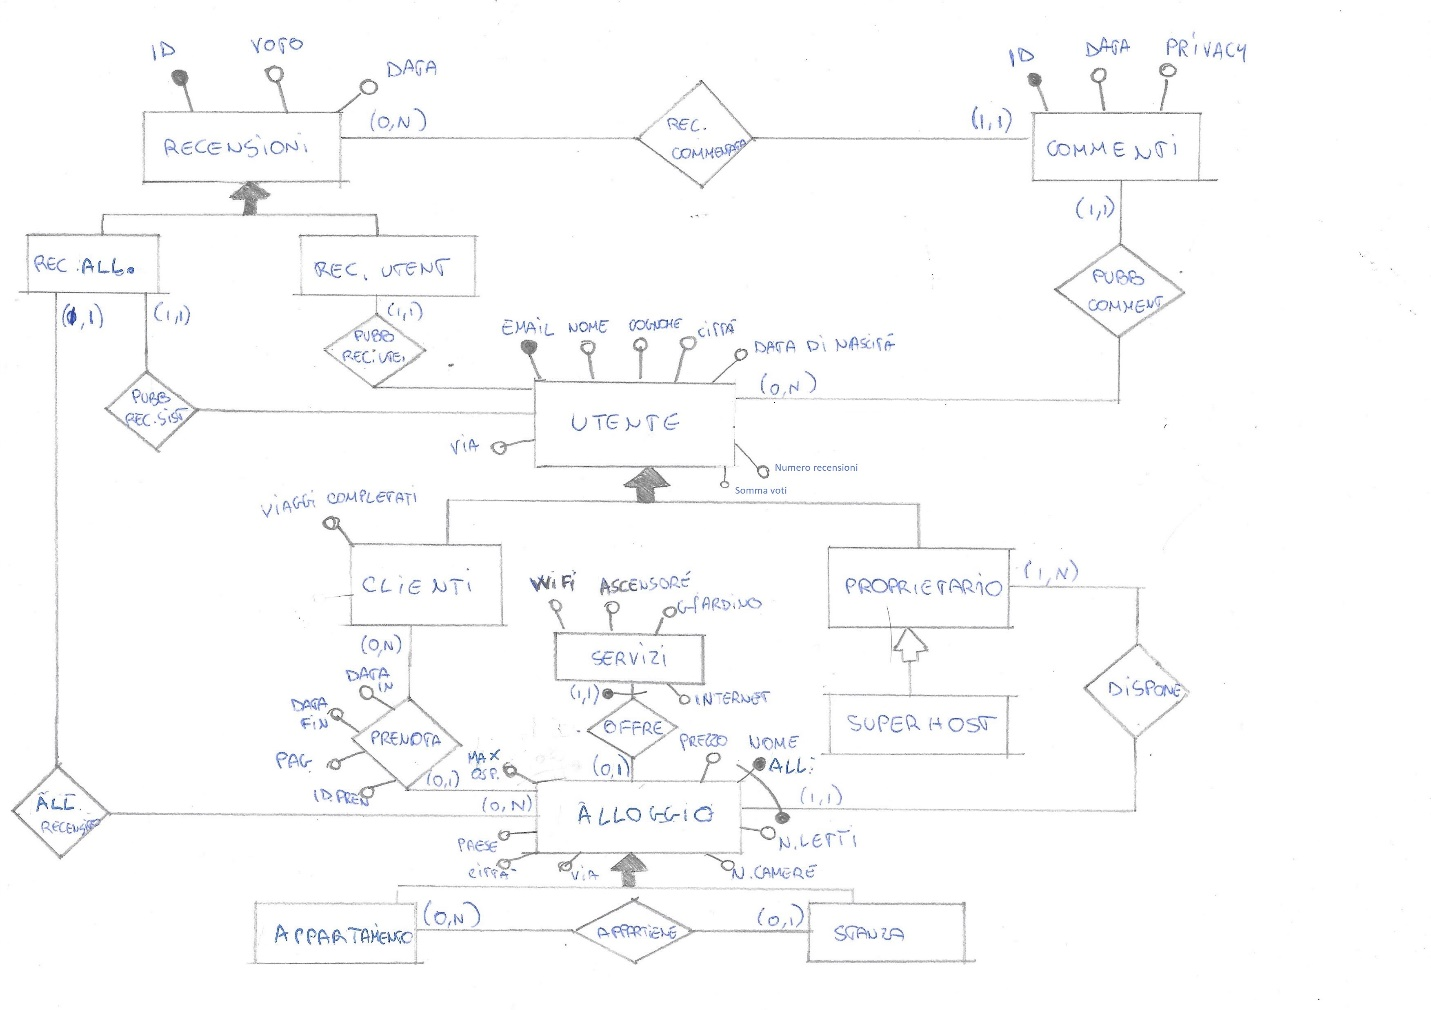 ID
VOTO
DATA
RECENSIONI
(0,N)
REC.
COMMENTATA
(1,1)
ID
DATA
PRIVACY
COMMENTI
(1,1)
PUBB
COMMENT
REC.ALL.
REC. UTENT
(0,1)
(1,1)
(1,1)
PUBB
REC.UTE.
PUBB
REC.SIST
EMAIL
NOME
COGNOME
CITTÀ
DATA DI NASCITA
(0,N)
UTENTE
VIA
Numero recensioni
Somma voti
VIAGGI COMPLETATI
CLIENTI
WIFI
ASCENSORE
GIARDINO
SERVIZI
INTERNET
(1,1)
OFFRE
(0,1)
PROPRIETARIO
(1,N)
SUPERHOST
DISPONE
(0,N)
DATA
IN
DATA
FIN
PAG.
ID.PREN
PRENOTA
(0,1)
MAX
OSP.
PREZZO
NOME
ALL.
(1,1)
ALL.
RECENSITO
(0,N)
ALLOGGIO
PAESE
CITTÀ
VIA
N.CAMERE
N.LETTI
APPARTAMENTO
(0,N)
APPARTIENE
(0,1)
STANZA